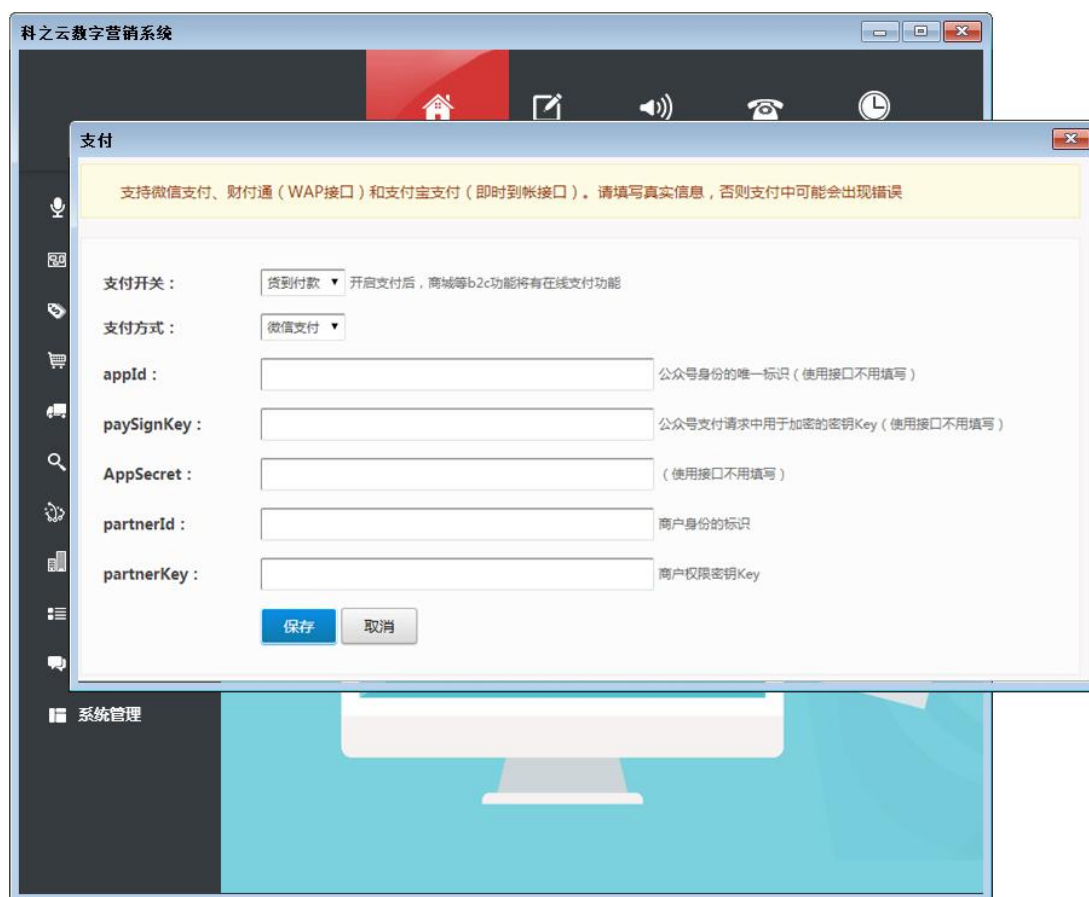 科之云数字营销系统
支付
支持微信支付、财付通（WAP接口）和支付宝支付（即时到帐接口）。请填写真实信息，否则支付中可能会出现错误
支付开关： 货到付款 开启支付后，商城等b2c功能将有在线支付功能
支付方式： 微信支付
appId： 公众号身份的唯一标识（使用接口不用填写）
paySignKey： 公众号支付请求中用于加密的密钥Key（使用接口不用填写）
AppSecret： （使用接口不用填写）
partnerId： 商户身份的标识
partnerKey： 商户权限密钥Key
保存 取消
系统管理